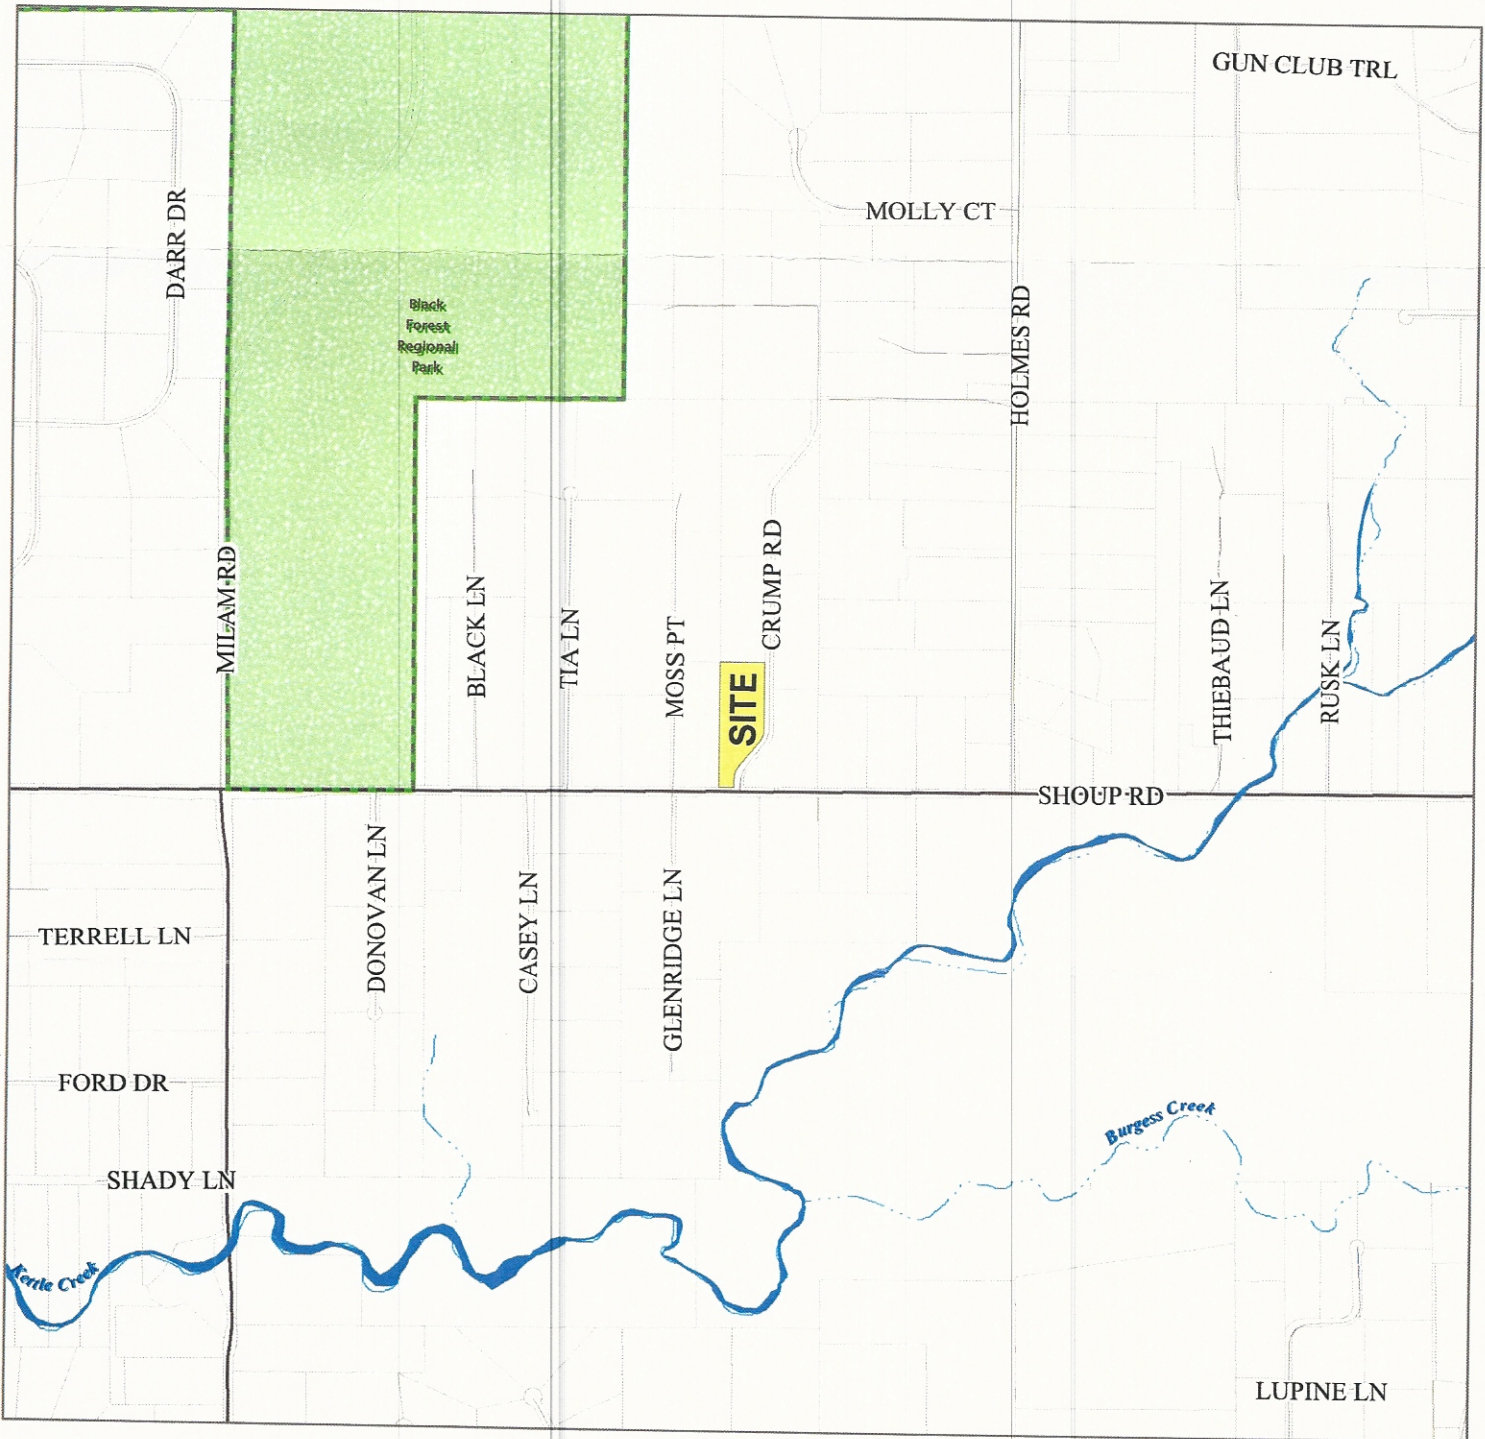 GUN CLUB TRL
DARR DR
MOLLY CT
Black
Forest
Regional
Park
HOLMES RD
MILAM RD
BLACK LN
TIA LN
MOSS PT
CRUMP RD
SITE
THIEBAUD LN
RUSK LN
SHOUP RD
DONOVAN LN
CASEY LN
GLENRIDGE LN
TERRELL LN
FORD DR
Burgess Creek
SHADY LN
Kettle Creek
LUPINE LN